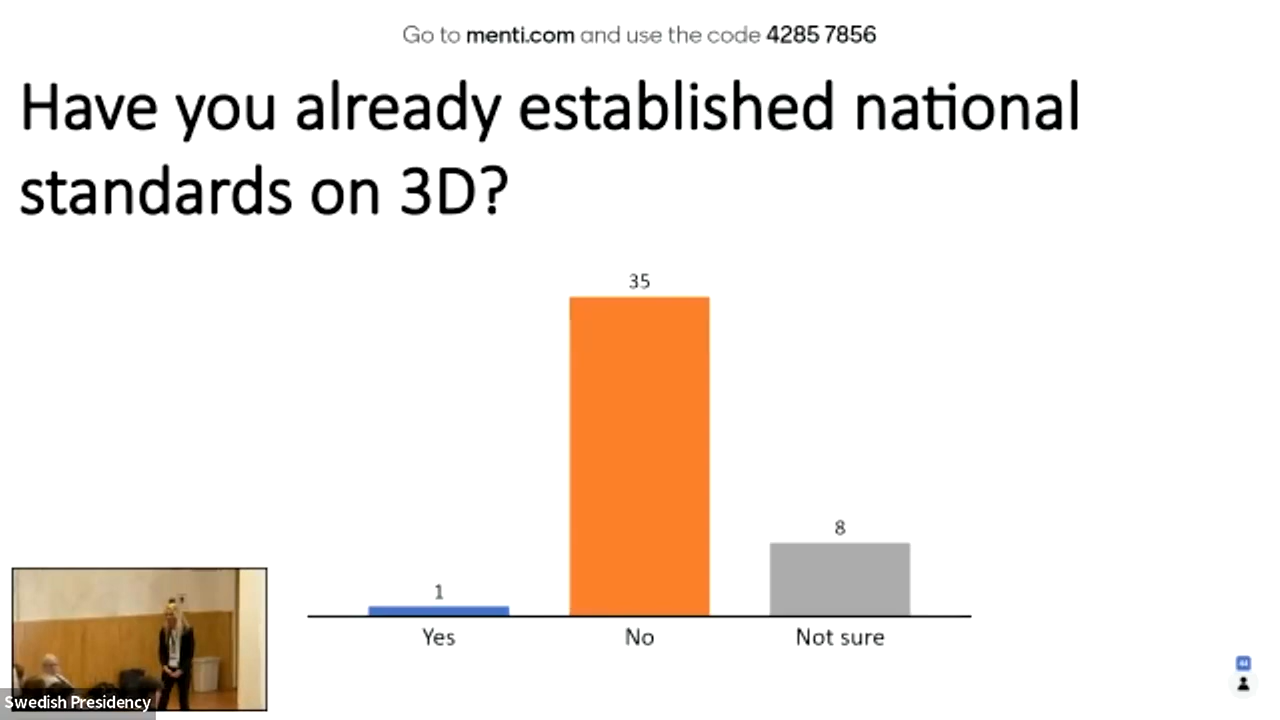 Go to menti.com and use the code 4285 7856
Have you already established national
standards on 3D?
35
8
1
Yes
No
Not sure
Swedish Presidency
44